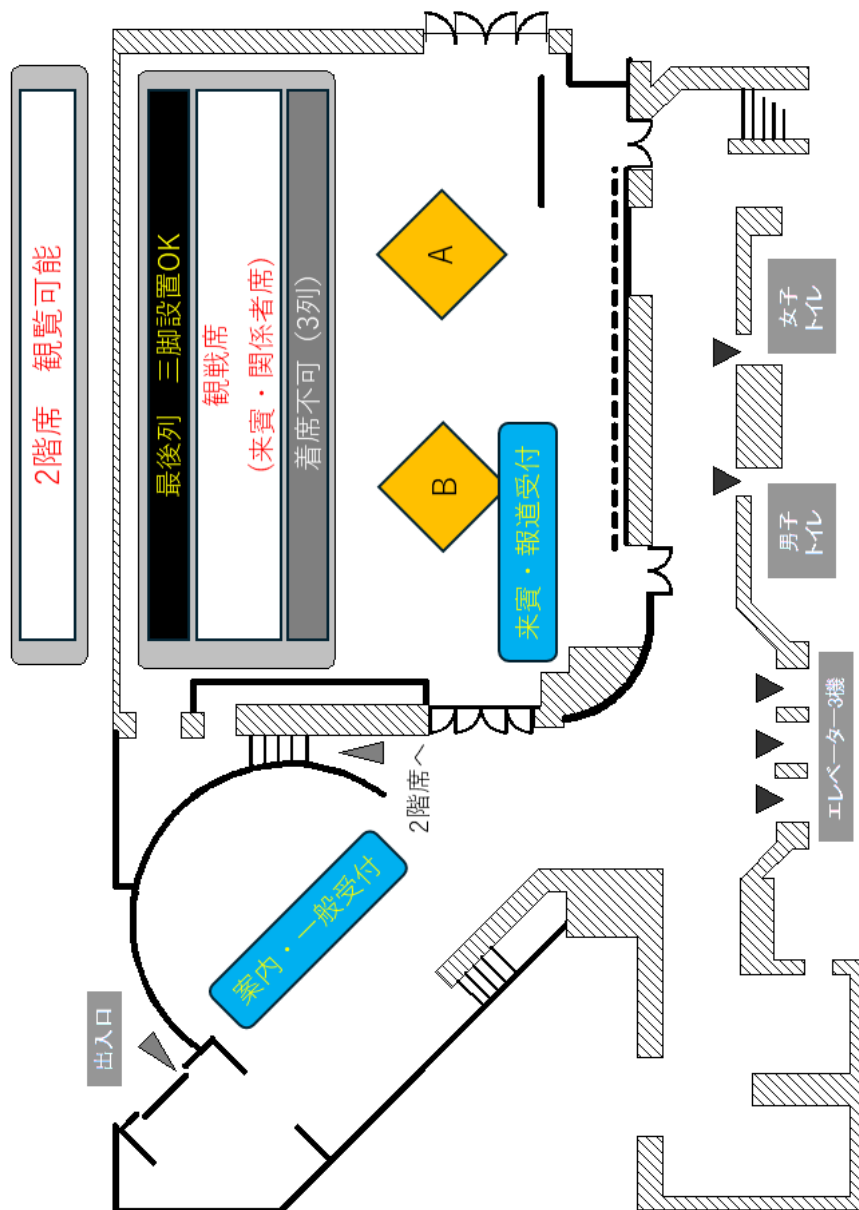 2階席　観覧可能
最後列　三脚設置OK
観戦席
(来賓・関係者席)
着席不可 (3列)
A
B
来賓・報道受付
女子
トイレ
男子
トイレ
エレベーター3機
2階席へ
案内・一般受付
出入口